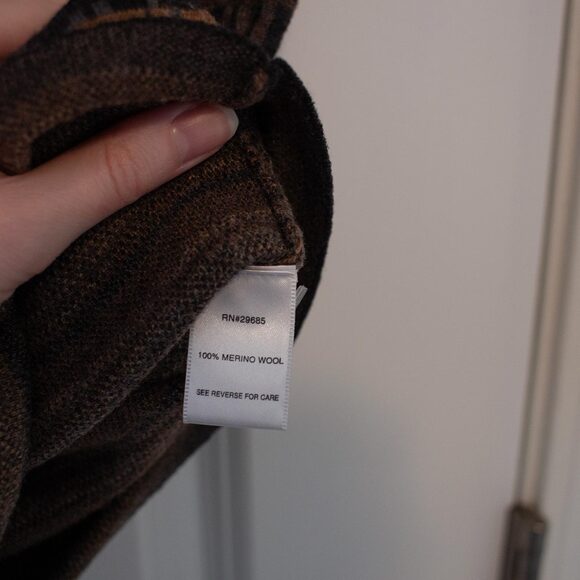 RN#29685
100% MERINO WOOL
SEE REVERSE FOR CARE